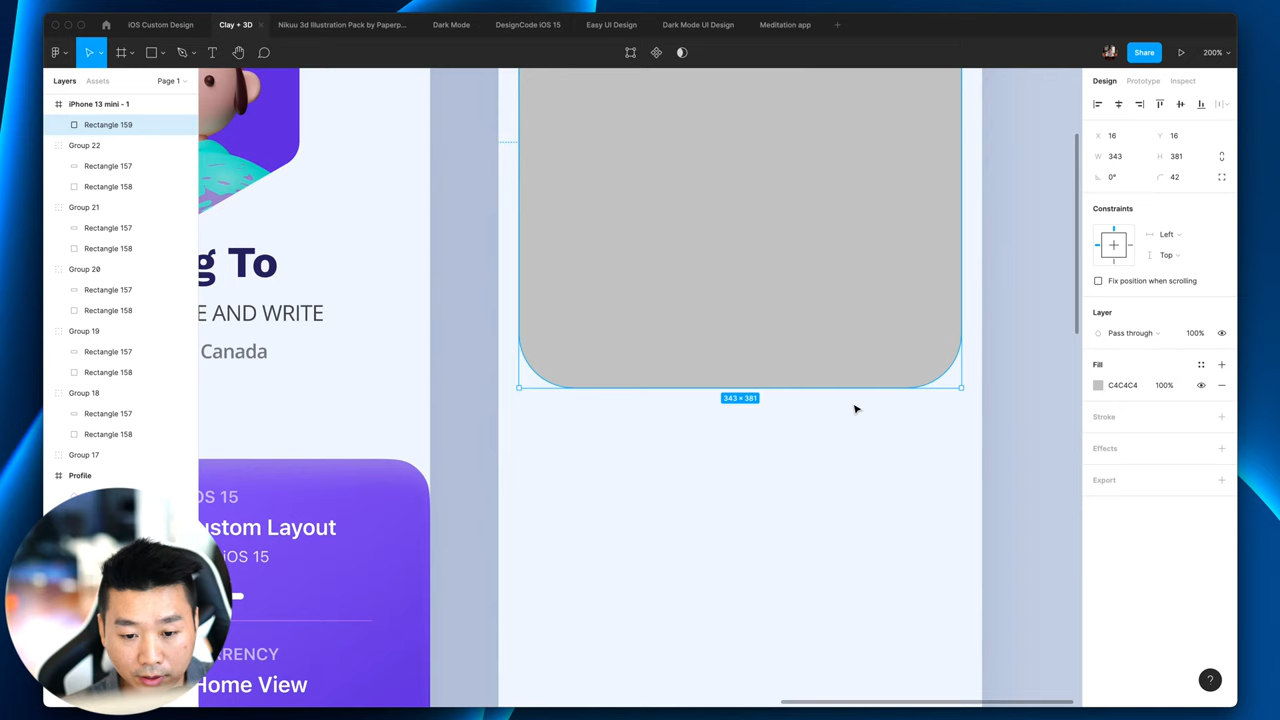 iOS Custom Design
Clay + 3D
Nikuu 3d Illustration Pack by Paperp...
Dark Mode
DesignCode iOS 15
Easy UI Design
Dark Mode UI Design
Meditation app
Share
200%
Layers
Assets
Page 1
iPhone 13 mini - 1
Rectangle 159
Group 22
Rectangle 157
Rectangle 158
Group 21
Rectangle 157
Rectangle 158
Group 20
Rectangle 157
Rectangle 158
Group 19
Rectangle 157
Rectangle 158
Group 18
Rectangle 157
Rectangle 158
Group 17
Profile
g To
E AND WRITE
Canada
OS 15
ustom Layout
iOS 15
RENCY
Home View
343 × 381
Design
Prototype
Inspect
X 16
Y 16
W 343
H 381
0°
42
Constraints
Left
Top
Fix position when scrolling
Layer
Pass through
100%
Fill
C4C4C4
100%
Stroke
Effects
Export
?